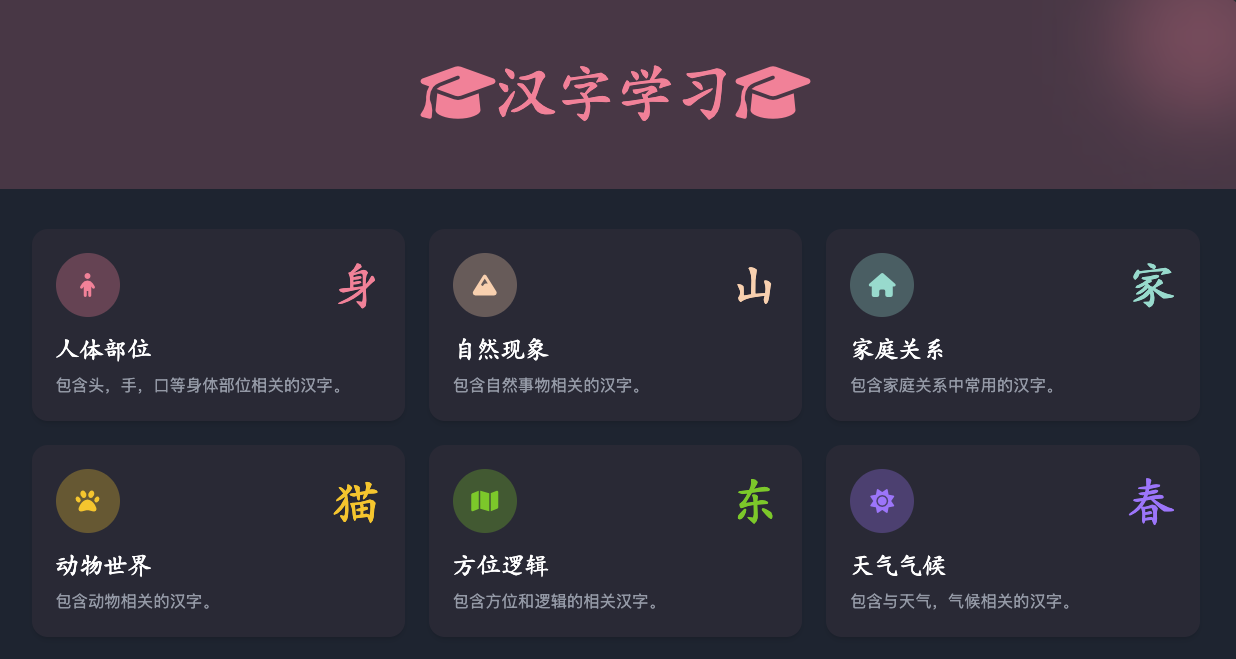 汉字学习
身
人体部位
包含头，手，口等身体部位相关的汉字。
山
自然现象
包含自然事物相关的汉字。
家
家庭关系
包含家庭关系中常用的汉字。
猫
动物世界
包含动物相关的汉字。
东
方位逻辑
包含方位和逻辑的相关汉字。
春
天气气候
包含与天气，气候相关的汉字。